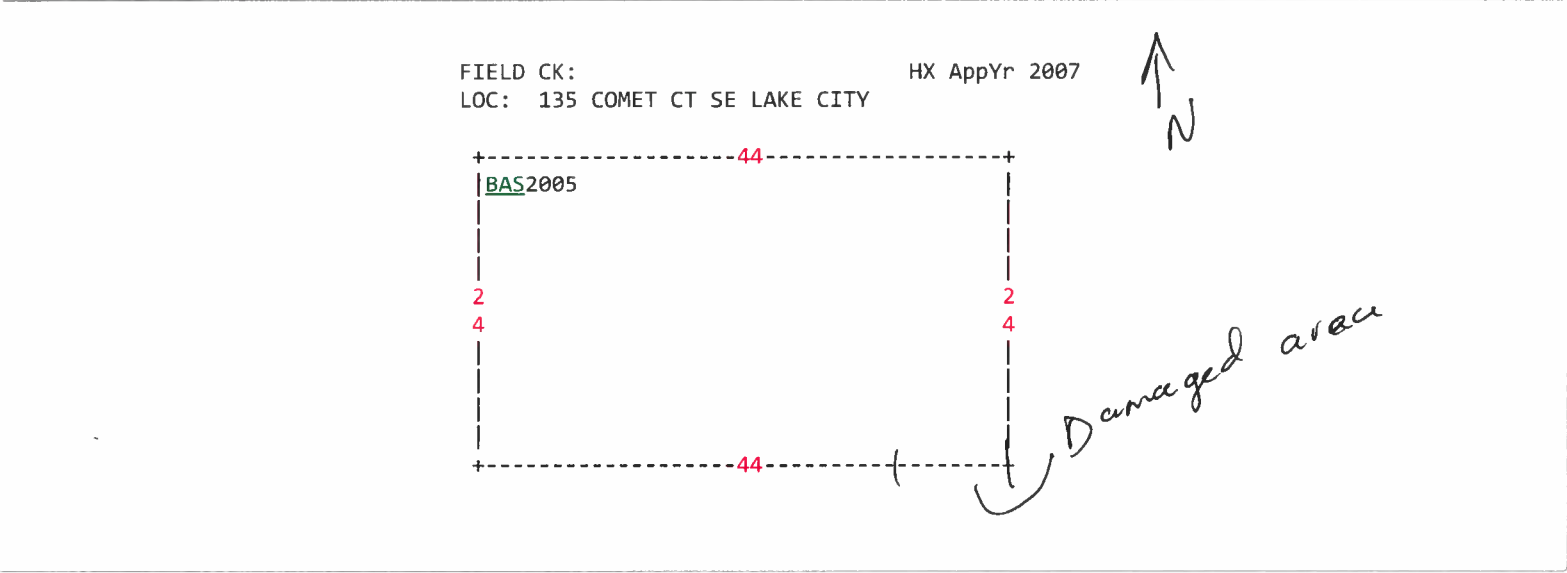 FIELD CK: HX AppYr 2007
LOC: 135 COMET CT SE LAKE CITY
N
44
BAS2005
2 2
4 4
Damaged area
44